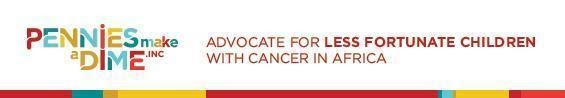 PENNIES make
a DIME .INC
ADVOCATE FOR LESS FORTUNATE CHILDREN
WITH CANCER IN AFRICA